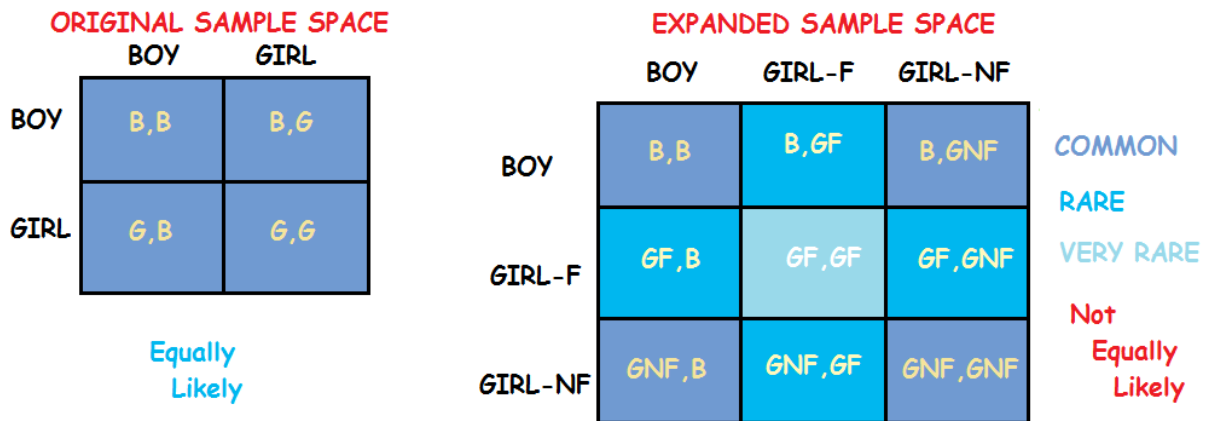 ORIGINAL SAMPLE SPACE
BOY GIRL
BOY B,B B,G
GIRL G,B G,G
Equally
Likely
EXPANDED SAMPLE SPACE
BOY GIRL-F GIRL-NF
BOY B,B B,GF B,GNF
GIRL-F GF,B GF,GF GF,GNF
GIRL-NF GNF,B GNF,GF GNF,GNF
COMMON
RARE
VERY RARE
Not
Equally
Likely